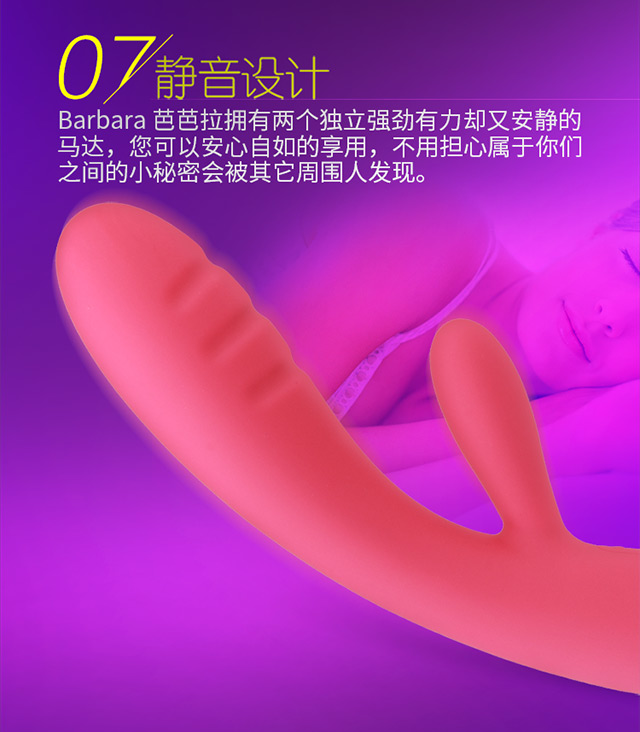 07/静音设计
Barbara 芭芭拉拥有两个独立强劲有力却又安静的
马达，您可以安心自如的享用，不用担心属于你们
之间的小秘密会被其它周围人发现。